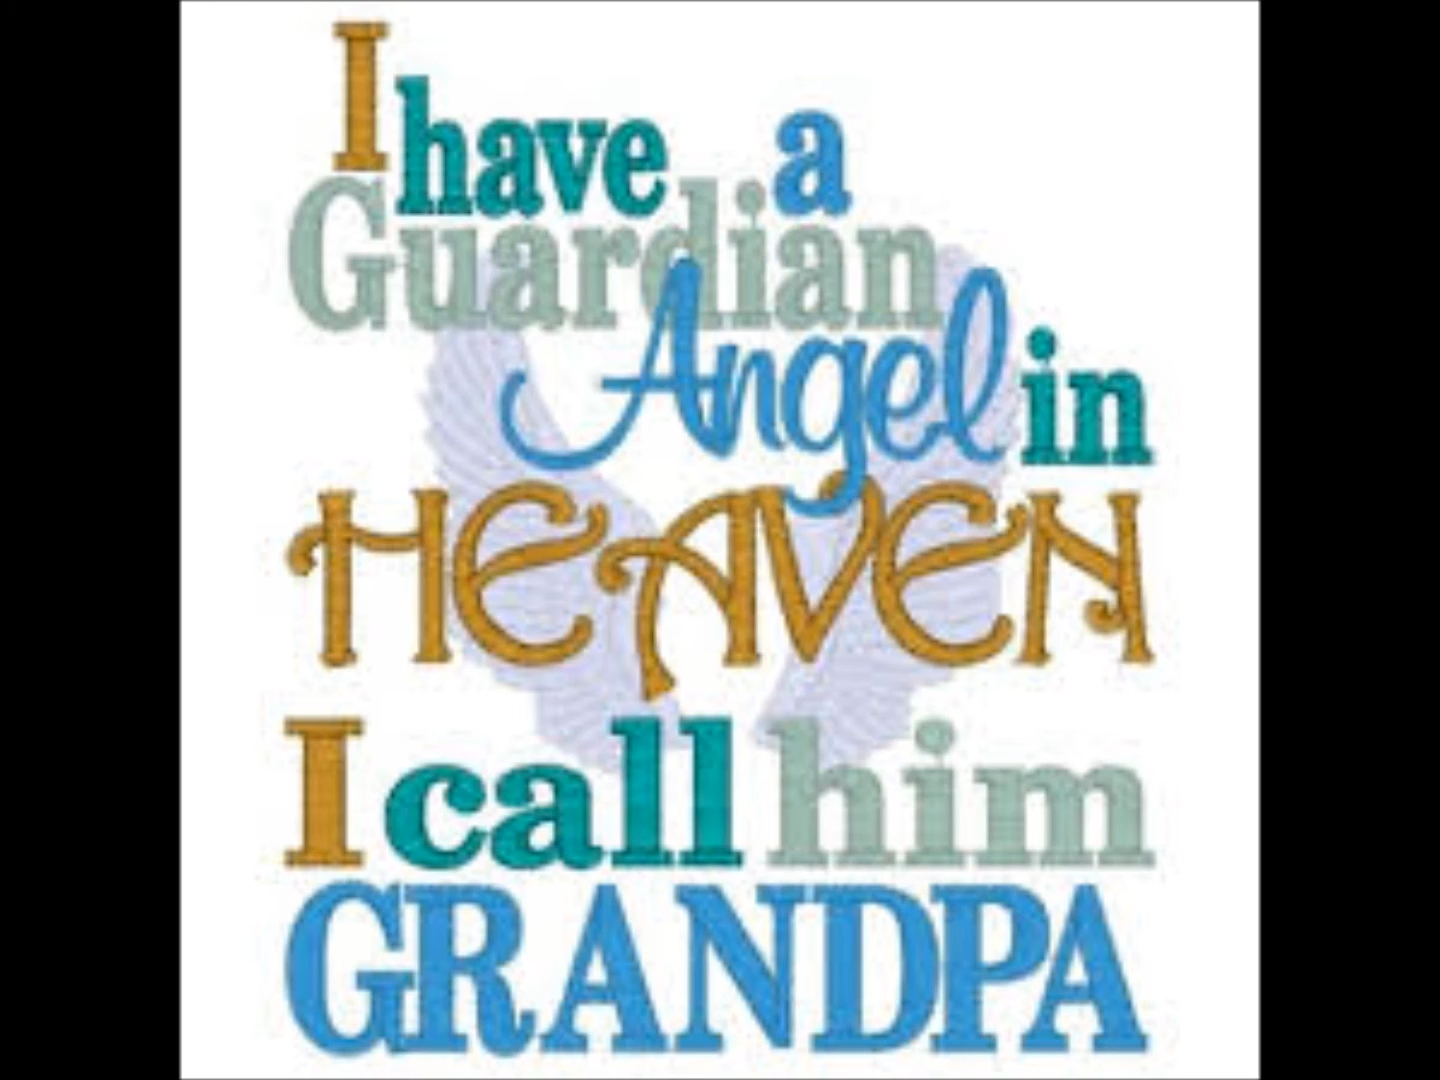 I have a
Guardian
Angel in
HEAVEN
I call him
GRANDPA